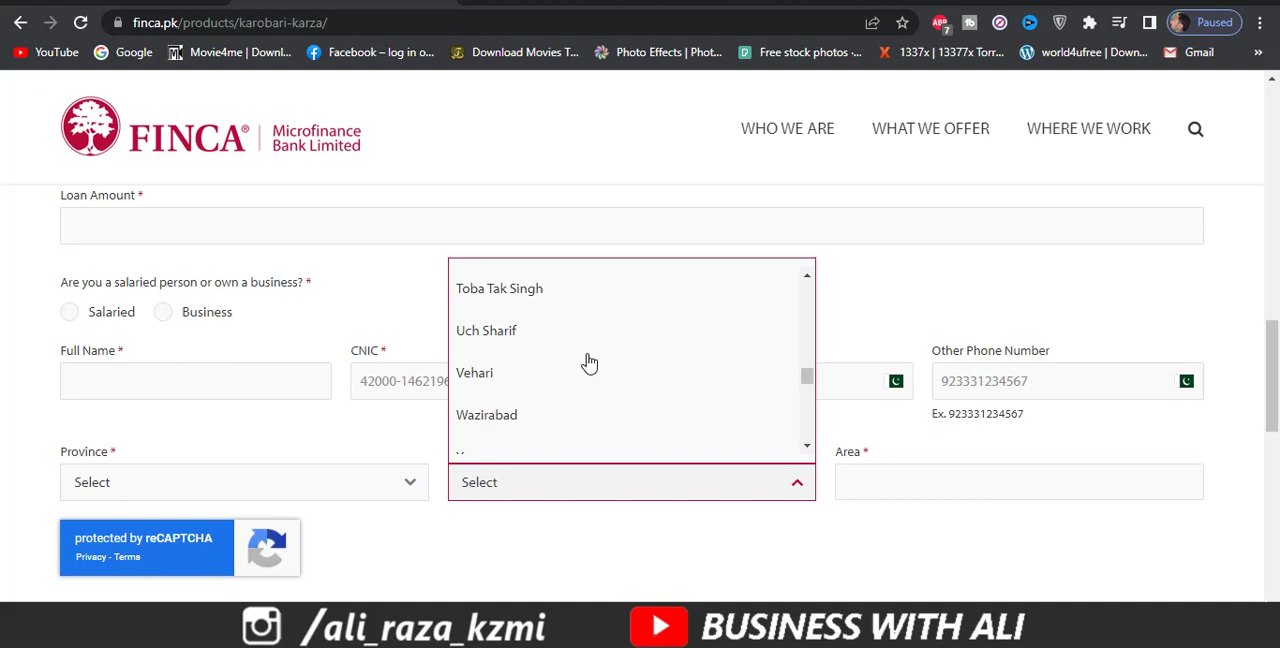 finca.pk/products/karobari-karza/
7
Paused
YouTube
Google
Movie4me | Downl...
Facebook – log in o...
Download Movies T...
Photo Effects | Phot...
Free stock photos -...
1337x | 13377x Torr...
world4ufree | Down...
Gmail
»
FINCA® | Microfinance
Bank Limited
WHO WE ARE
WHAT WE OFFER
WHERE WE WORK
Loan Amount *
Are you a salaried person or own a business? *
Salaried
Business
Toba Tak Singh
Uch Sharif
Vehari
Wazirabad
Full Name *
CNIC *
42000-1462196
Other Phone Number
923331234567
Ex. 923331234567
Province *
Select
Select
Area *
protected by reCAPTCHA
Privacy - Terms
/ali_raza_kzmi
BUSINESS WITH ALI